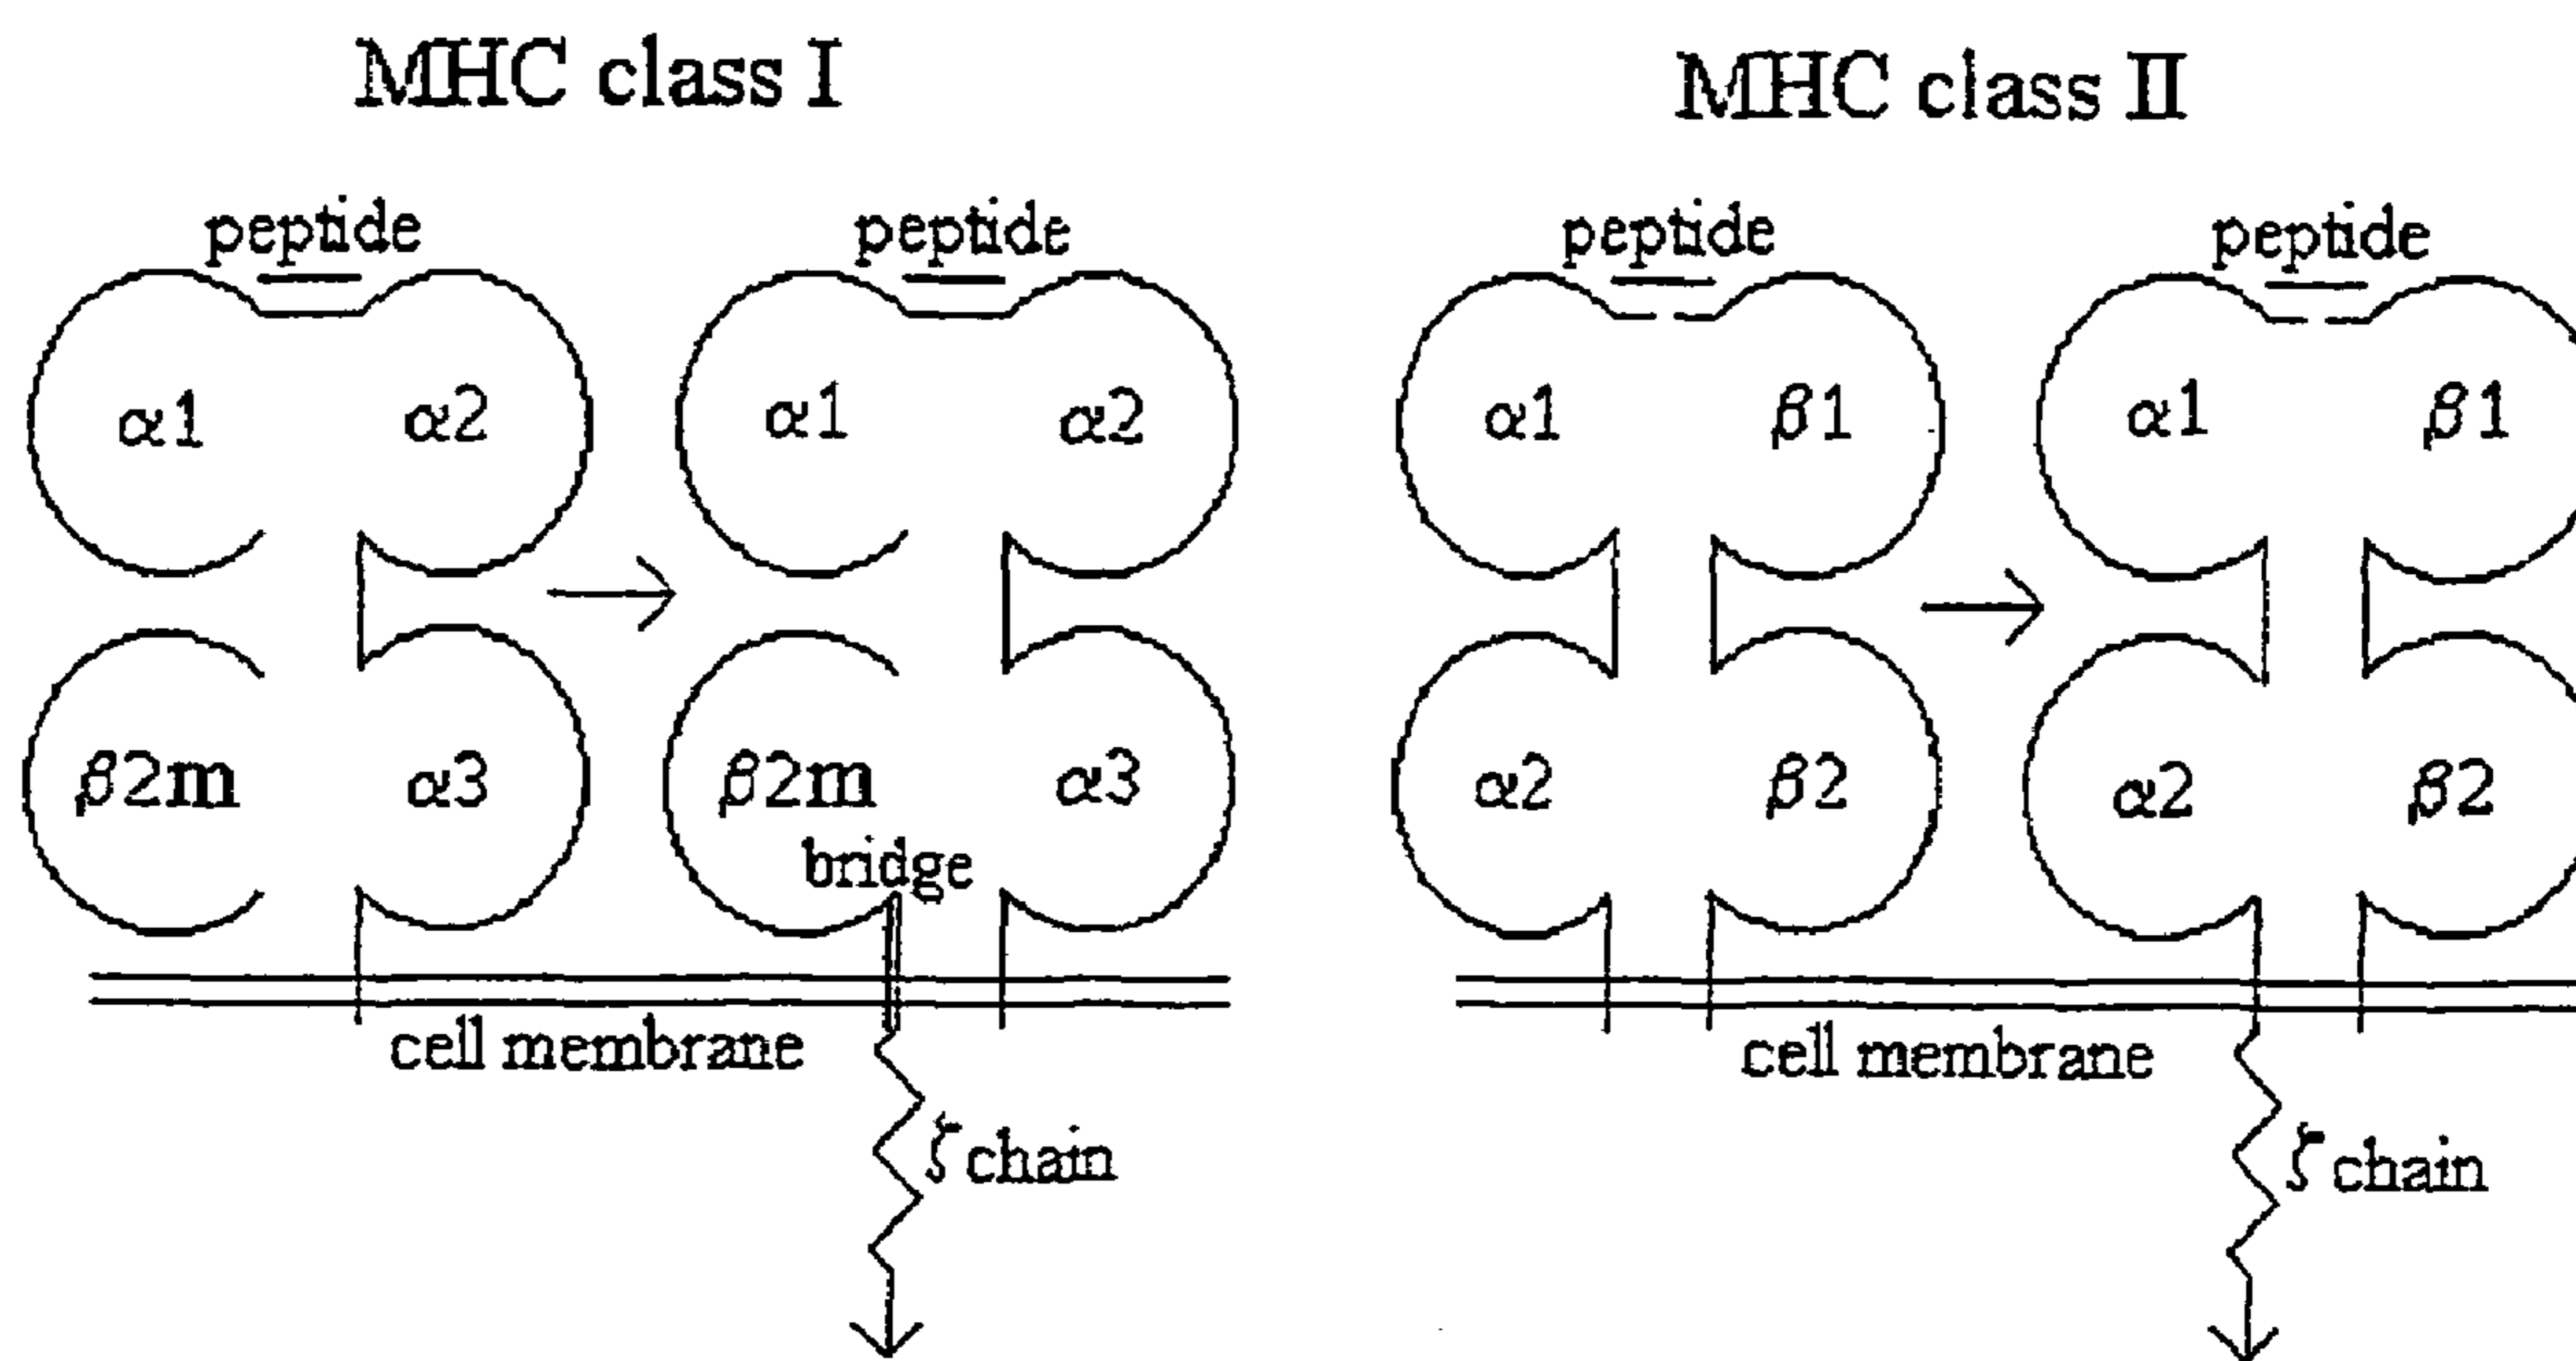 MHC class I
MHC class II
peptide
peptide
peptide
peptide
α1
α2
α1
α2
α1
β1
α1
β1
β2m
α3
β2m
α3
α2
β2
α2
β2
bridge
cell membrane
cell membrane
ζ chain
ζ chain